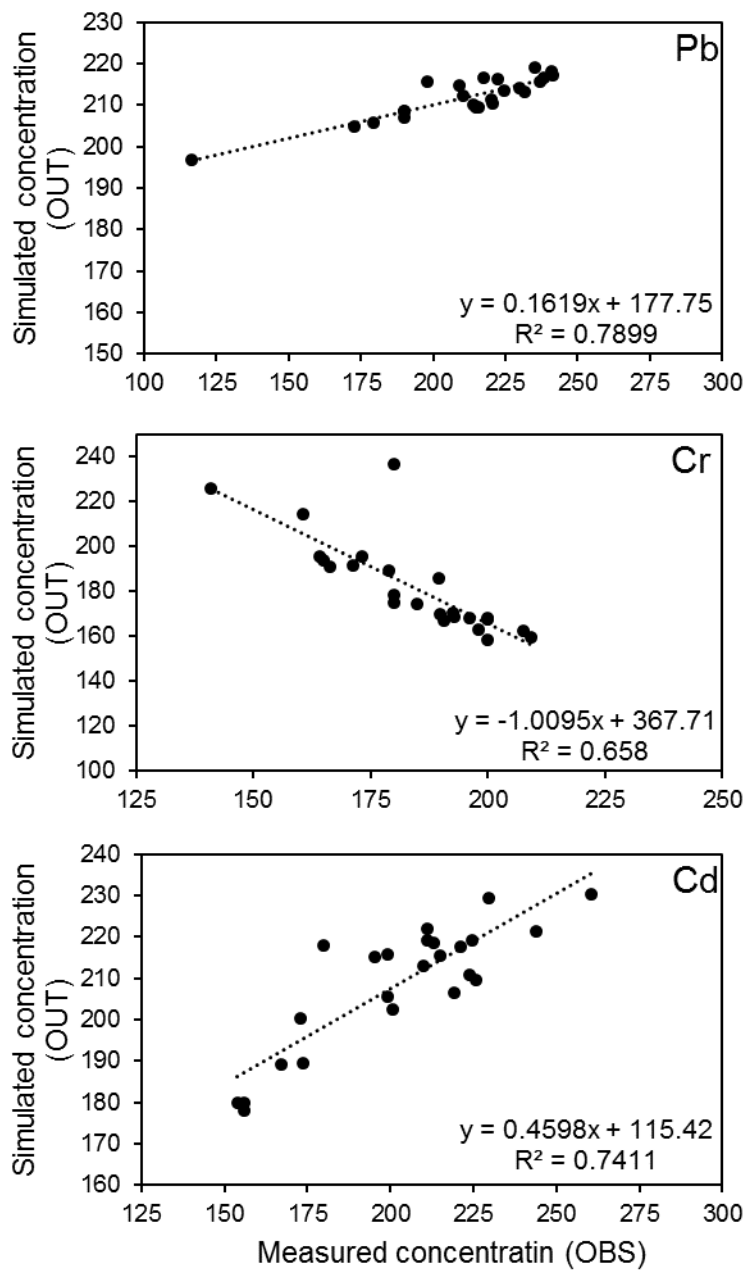 Pb
230
220
210
200
190
180
170
160
150
Simulated concentration
(OUT)
y = 0.1619x + 177.75
R² = 0.7899
100 125 150 175 200 225 250 275 300
Cr
240
220
200
180
160
140
120
100
Simulated concentration
(OUT)
y = -1.0095x + 367.71
R² = 0.658
125 150 175 200 225 250
Cd
240
230
220
210
200
190
180
170
160
Simulated concentration
(OUT)
y = 0.4598x + 115.42
R² = 0.7411
125 150 175 200 225 250 275 300
Measured concentratin (OBS)